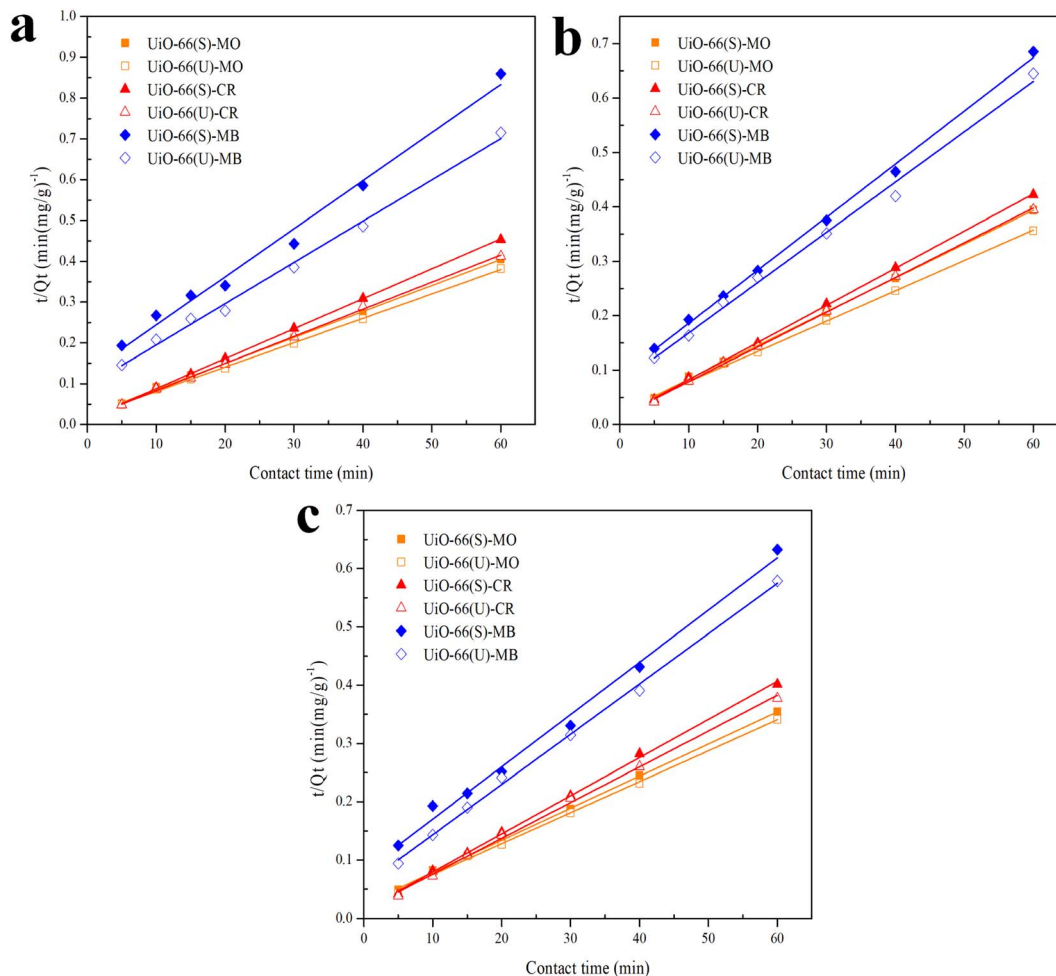 a
1.0
0.9
0.8
0.7
0.6
0.5
0.4
0.3
0.2
0.1
0.0
t/Qt (min(mg/g)⁻¹)
UiO-66(S)-MO
UiO-66(U)-MO
UiO-66(S)-CR
UiO-66(U)-CR
UiO-66(S)-MB
UiO-66(U)-MB
0 10 20 30 40 50 60
Contact time (min)
b
0.7
0.6
0.5
0.4
0.3
0.2
0.1
0.0
t/Qt (min(mg/g)⁻¹)
UiO-66(S)-MO
UiO-66(U)-MO
UiO-66(S)-CR
UiO-66(U)-CR
UiO-66(S)-MB
UiO-66(U)-MB
0 10 20 30 40 50 60
Contact time (min)
c
0.7
0.6
0.5
0.4
0.3
0.2
0.1
0.0
t/Qt (min(mg/g)⁻¹)
UiO-66(S)-MO
UiO-66(U)-MO
UiO-66(S)-CR
UiO-66(U)-CR
UiO-66(S)-MB
UiO-66(U)-MB
0 10 20 30 40 50 60
Contact time (min)